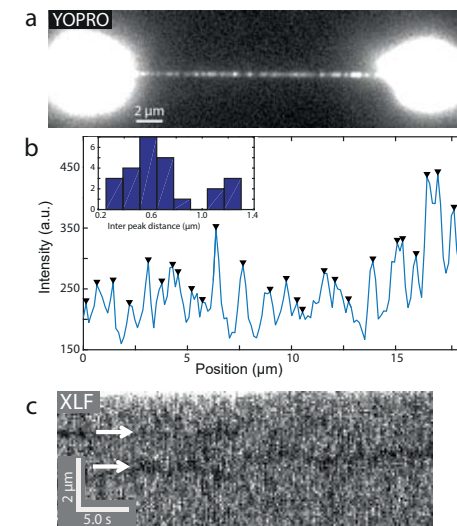 a
YOPRO
2 µm
b
6
4
2
0.2 0.6 1.0 1.4
Inter peak distance (µm)
450
350
250
150
Intensity (a.u.)
0 5 10 15
Position (µm)
c
XLF
2 µm
5.0 s